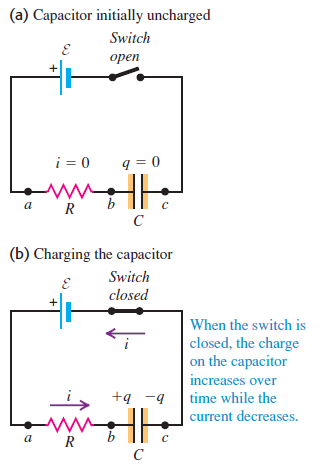 (a) Capacitor initially uncharged
Switch
open
ℰ
+
i = 0
q = 0
a
R
b
C
c
(b) Charging the capacitor
Switch
closed
ℰ
+
i
When the switch is
closed, the charge
on the capacitor
increases over
time while the
current decreases.
i
+q −q
a
R
b
C
c